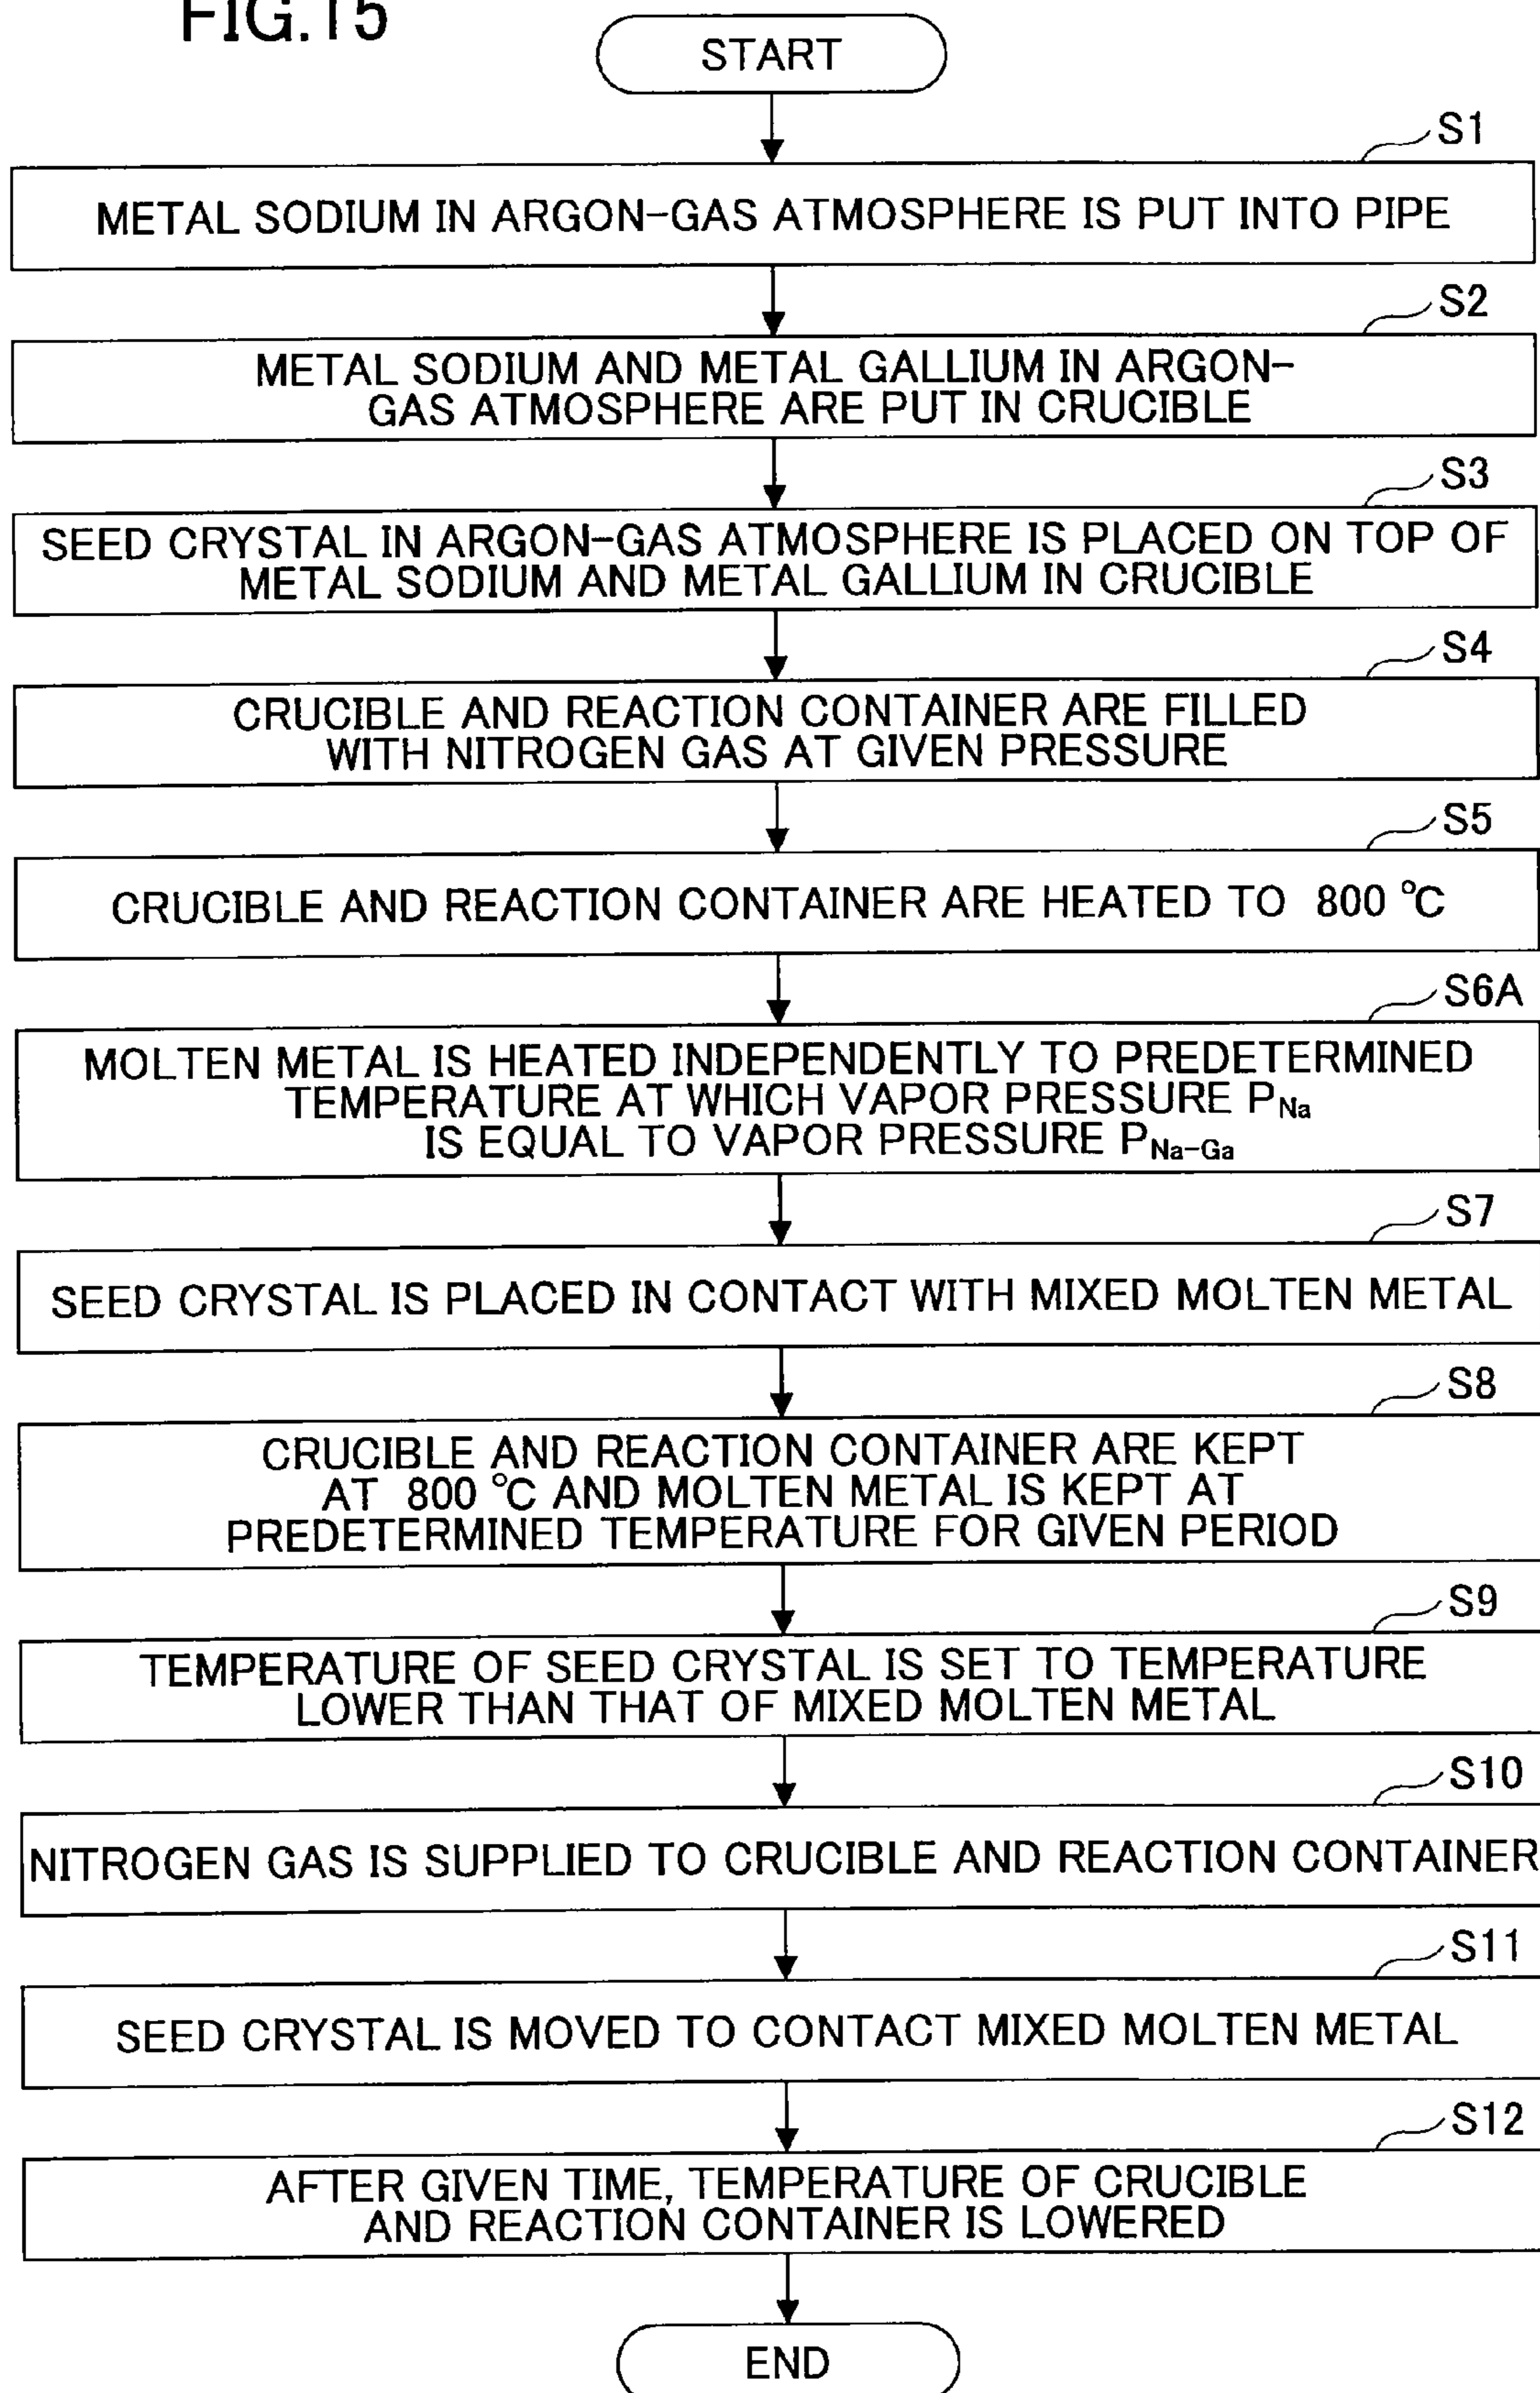 FIG.15
START
S1
METAL SODIUM IN ARGON-GAS ATMOSPHERE IS PUT INTO PIPE
S2
METAL SODIUM AND METAL GALLIUM IN ARGON-
GAS ATMOSPHERE ARE PUT IN CRUCIBLE
S3
SEED CRYSTAL IN ARGON-GAS ATMOSPHERE IS PLACED ON TOP OF
METAL SODIUM AND METAL GALLIUM IN CRUCIBLE
S4
CRUCIBLE AND REACTION CONTAINER ARE FILLED
WITH NITROGEN GAS AT GIVEN PRESSURE
S5
CRUCIBLE AND REACTION CONTAINER ARE HEATED TO 800 °C
S6A
MOLTEN METAL IS HEATED INDEPENDENTLY TO PREDETERMINED
TEMPERATURE AT WHICH VAPOR PRESSURE PNa
IS EQUAL TO VAPOR PRESSURE PNa-Ga
S7
SEED CRYSTAL IS PLACED IN CONTACT WITH MIXED MOLTEN METAL
S8
CRUCIBLE AND REACTION CONTAINER ARE KEPT
AT 800 °C AND MOLTEN METAL IS KEPT AT
PREDETERMINED TEMPERATURE FOR GIVEN PERIOD
S9
TEMPERATURE OF SEED CRYSTAL IS SET TO TEMPERATURE
LOWER THAN THAT OF MIXED MOLTEN METAL
S10
NITROGEN GAS IS SUPPLIED TO CRUCIBLE AND REACTION CONTAINER
S11
SEED CRYSTAL IS MOVED TO CONTACT MIXED MOLTEN METAL
S12
AFTER GIVEN TIME, TEMPERATURE OF CRUCIBLE
AND REACTION CONTAINER IS LOWERED
END